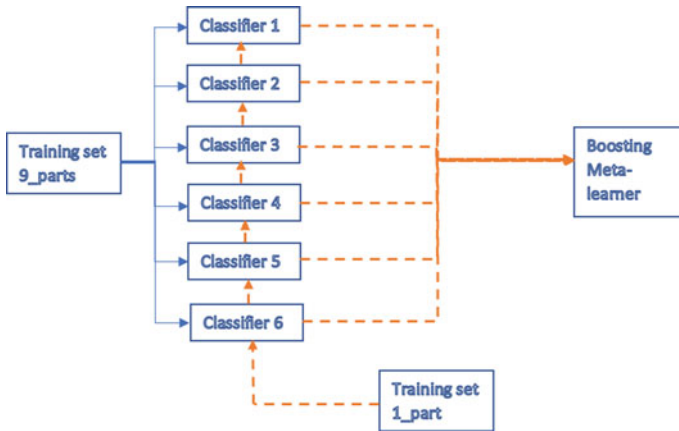 Classifier 1
Classifier 2
Classifier 3
Training set
9_parts
Boosting
Meta-
learner
Classifier 4
Classifier 5
Classifier 6
Training set
1_part